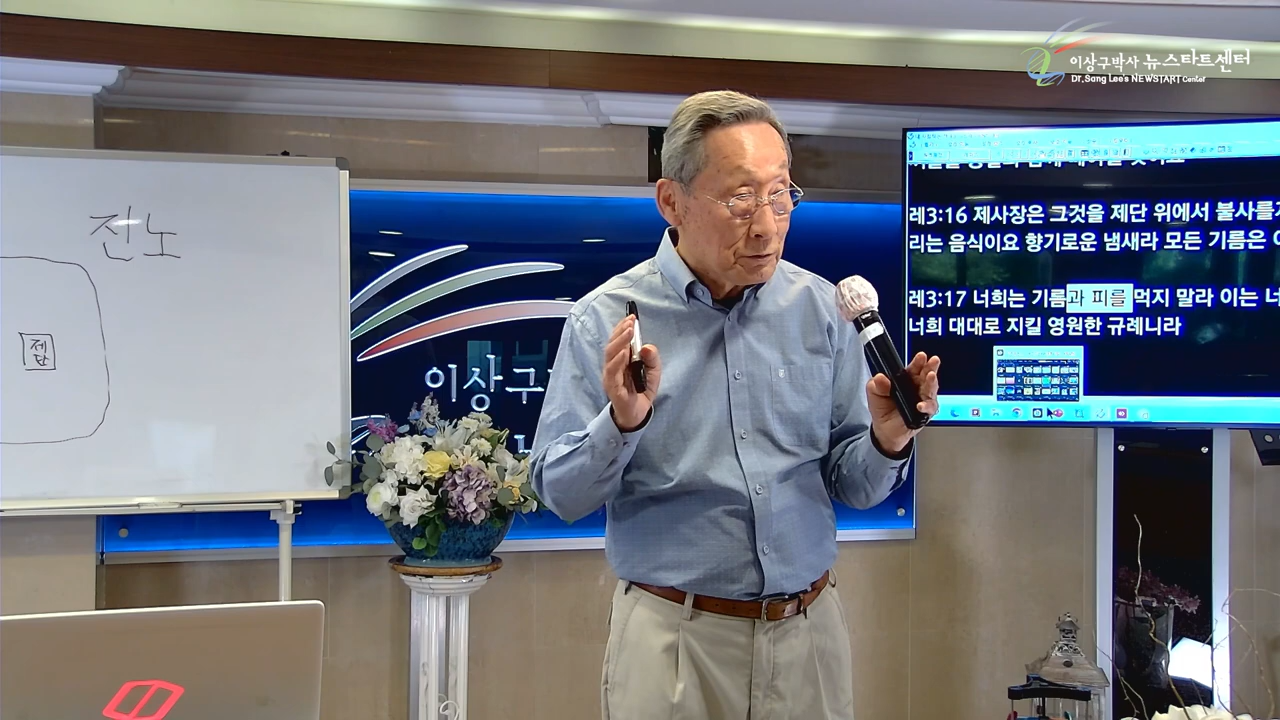 이상구박사 뉴스타트센터
Dr. Sang Lee's NEWSTART Center
진노
제
단
이상구
레3:16 제사장은 그것을 제단 위에서 불사를
리는 음식이요 향기로운 냄새라 모든 기름은
레3:17 너희는 기름과 피를 먹지 말라 이는 너
너희 대대로 지킬 영원한 규례니라